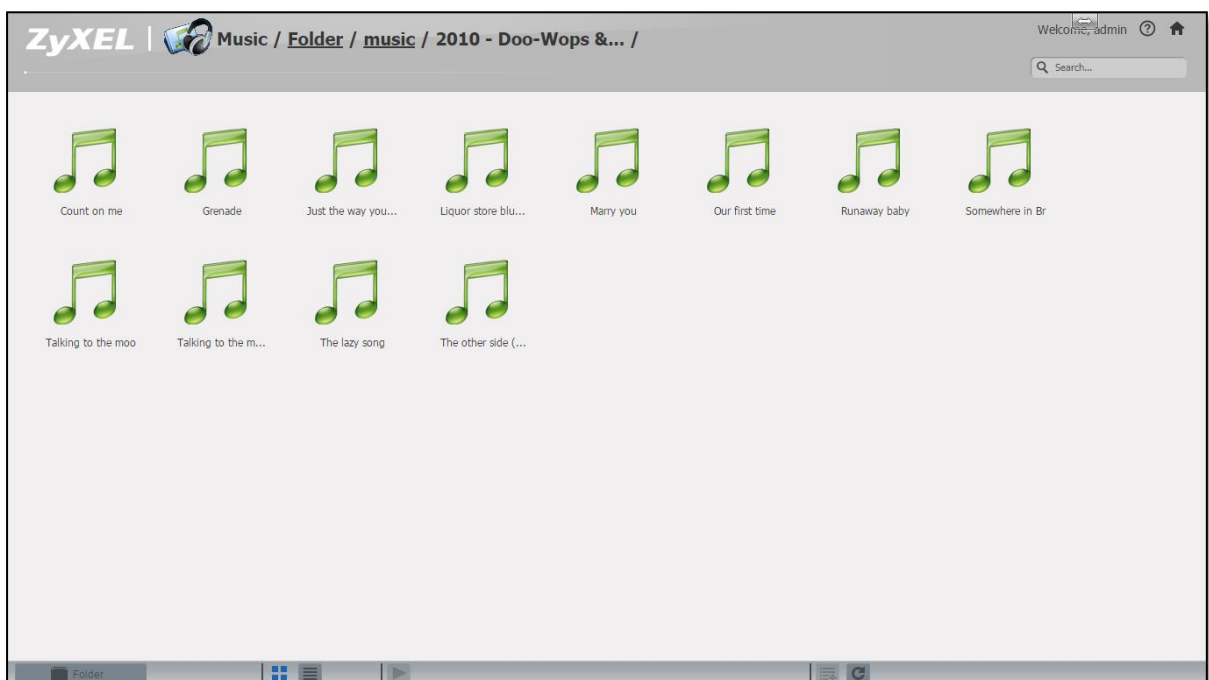 ZyXEL
Music / Folder / music / 2010 - Doo-Wops &... /
Welcome, admin
Search...
Count on me
Grenade
Just the way you...
Liquor store blu...
Marry you
Our first time
Runaway baby
Somewhere in Br
Talking to the moo
Talking to the m...
The lazy song
The other side (...
Folder